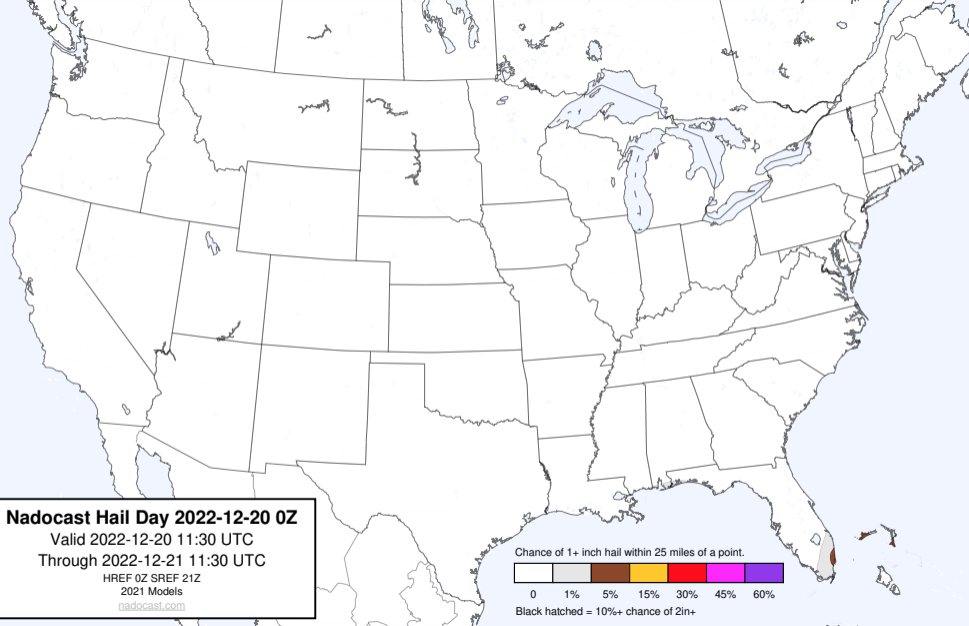 Nadocast Hail Day 2022-12-20 0Z
Valid 2022-12-20 11:30 UTC
Through 2022-12-21 11:30 UTC
HREF 0Z SREF 21Z
2021 Models
nadocast.com
Chance of 1+ inch hail within 25 miles of a point.
0 1% 5% 15% 30% 45% 60%
Black hatched = 10%+ chance of 2in+